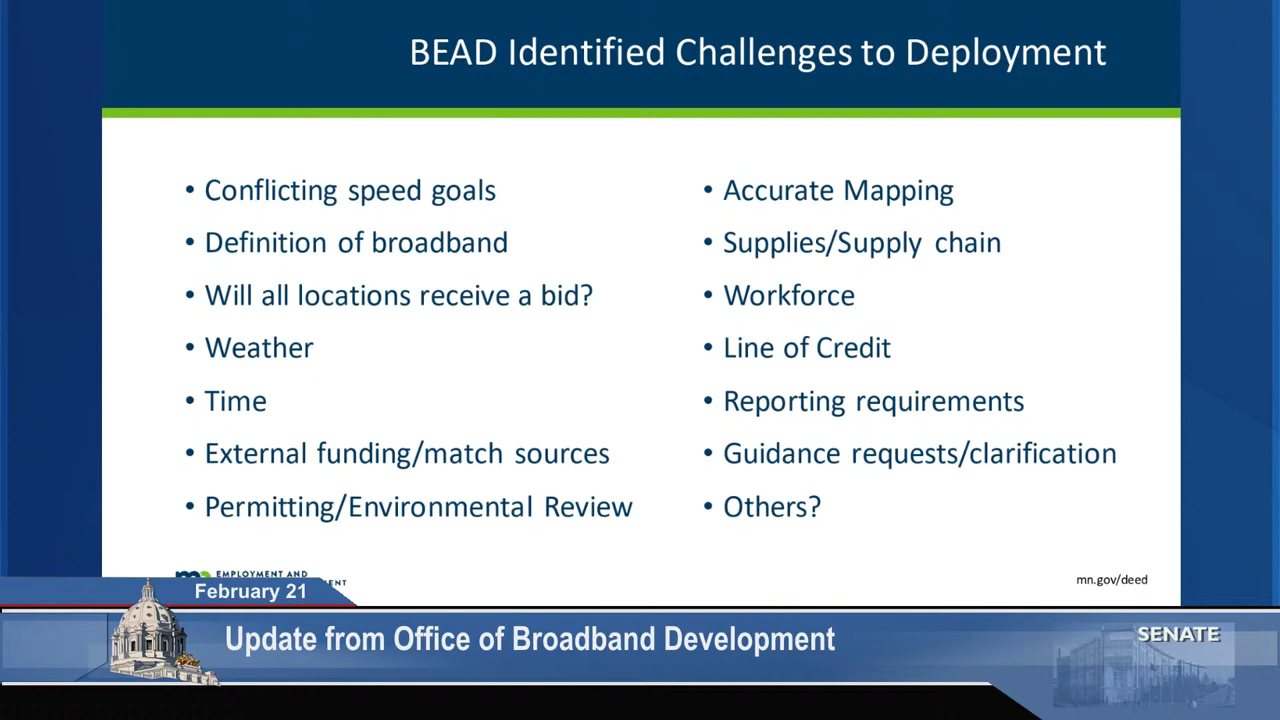 BEAD Identified Challenges to Deployment
• Conflicting speed goals
• Definition of broadband
• Will all locations receive a bid?
• Weather
• Time
• External funding/match sources
• Permitting/Environmental Review
• Accurate Mapping
• Supplies/Supply chain
• Workforce
• Line of Credit
• Reporting requirements
• Guidance requests/clarification
• Others?
EMPLOYMENT AND
mn.gov/deed
February 21
Update from Office of Broadband Development
SENATE